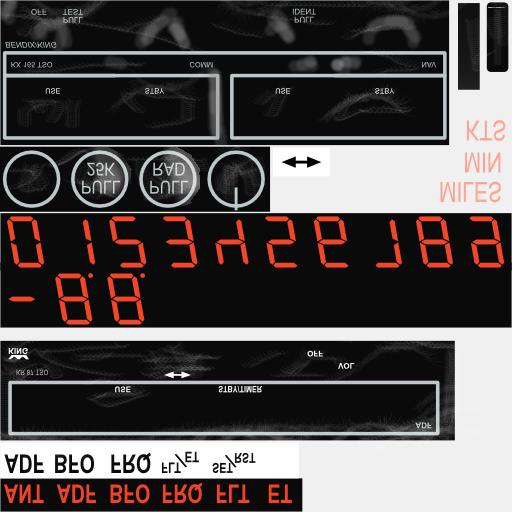 OFF PULL TEST
PULL IDENT
BENDIX/KING
KX 165 TSO COMM NAV
USE STBY USE STBY
PULL 25K
PULL RAD
KTS
MIN
MILES
0123456789
-88
KING
KR 87 TSO
OFF
VOL
USE STBY/TIMER
ADF
ADF BFO FRQ FLT/ET SET/RST
ANT ADF BFO FRQ FLT ET